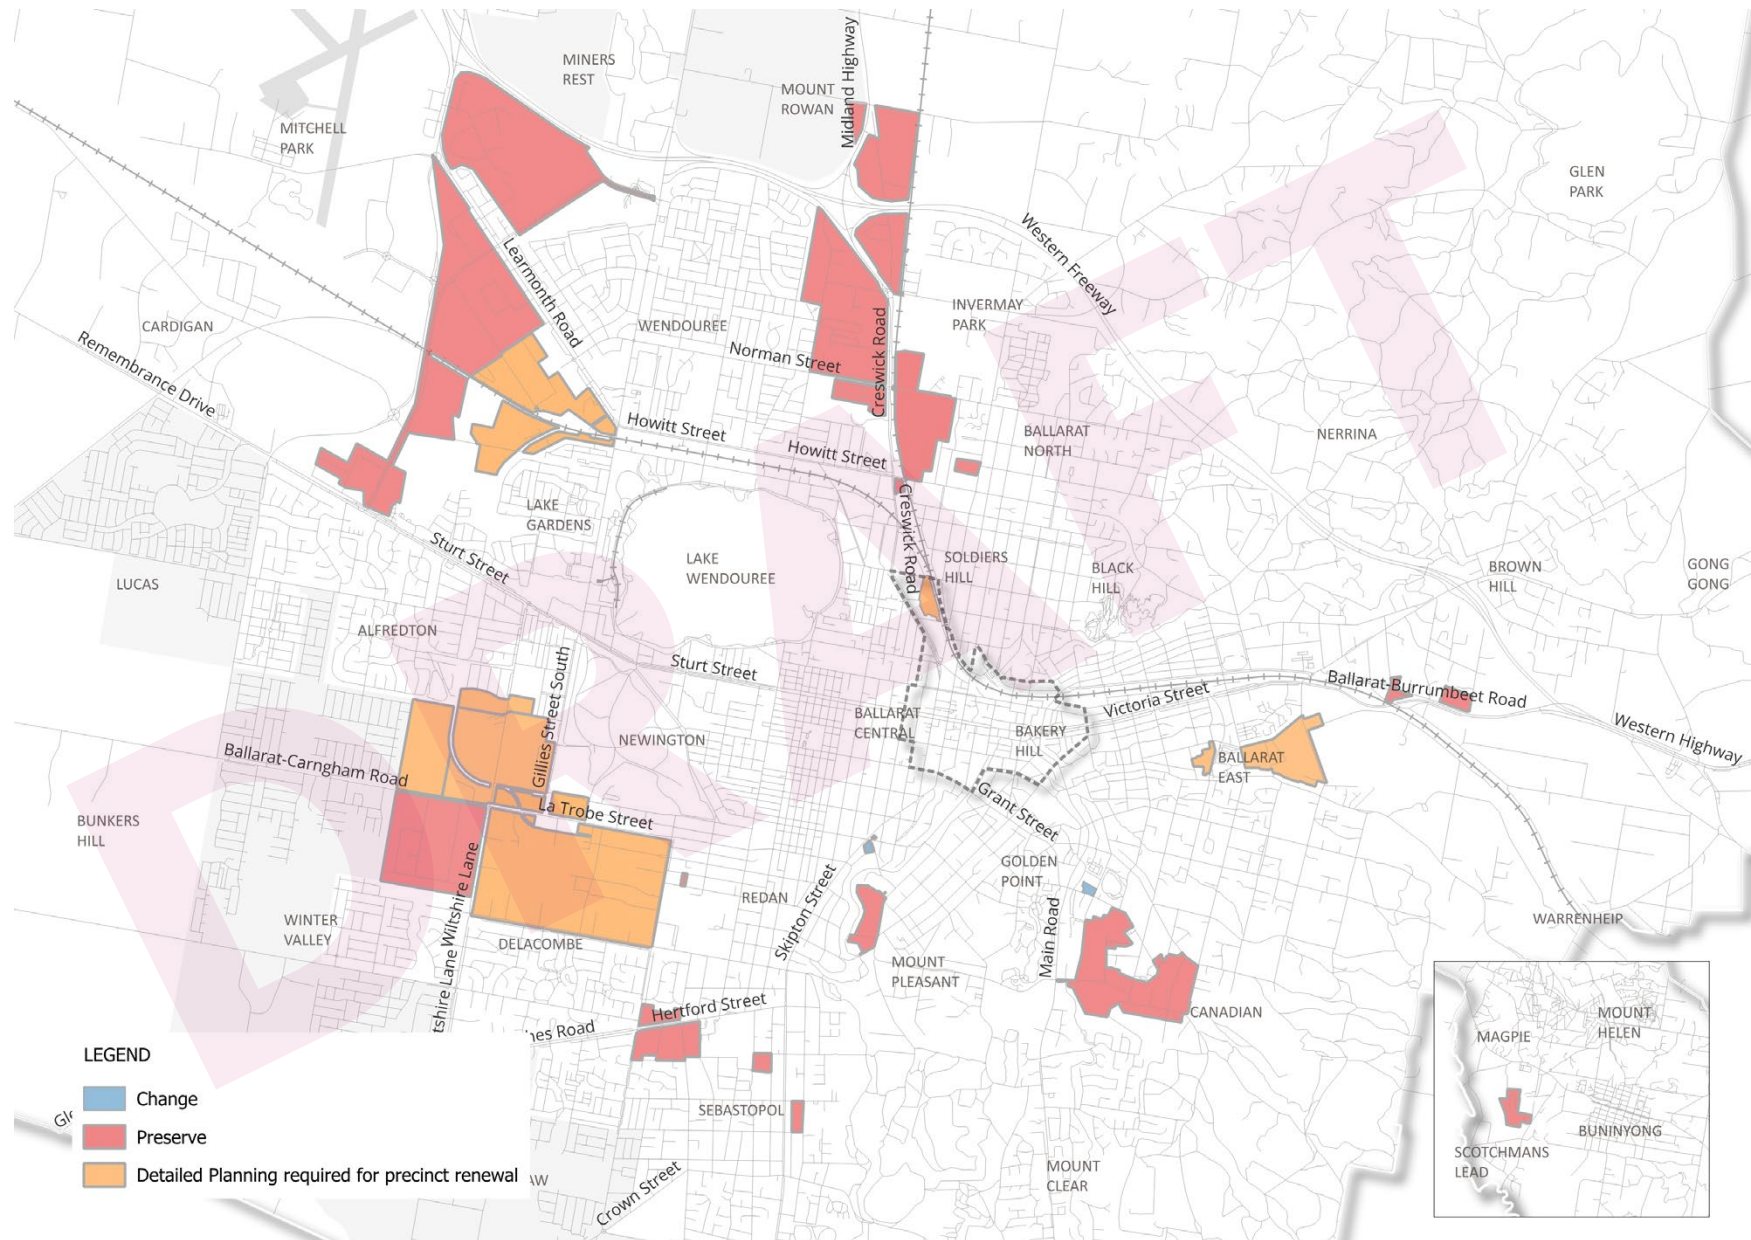 MINERS
REST
MOUNT
ROWAN
Midland Highway
MITCHELL
PARK
GLEN
PARK
Western Freeway
Learmonth Road
INVERMAY
PARK
CARDIGAN
WENDOUREE
Creswick Road
Norman Street
Remembrance Drive
Howitt Street
Howitt Street
BALLARAT
NORTH
NERRINA
LAKE
GARDENS
Creswick Road
Sturt Street
LAKE
WENDOUREE
SOLDIERS
HILL
BLACK
HILL
BROWN
HILL
GONG
GONG
LUCAS
ALFREDTON
Sturt Street
Gillies Street South
Ballarat-Burrumbeet Road
Victoria Street
Western Highway
BALLARAT
CENTRAL
BAKERY
HILL
NEWINGTON
BALLARAT
EAST
Ballarat-Carngham Road
La Trobe Street
Grant Street
BUNKERS
HILL
GOLDEN
POINT
REDAN
Skipton Street
Wiltshire Lane
WINTER
VALLEY
DELACOMBE
Main Road
MOUNT
PLEASANT
WARRENHEIP
tshire Lane
Hertford Street
CANADIAN
nes Road
SEBASTOPOL
MOUNT
CLEAR
Crown Street
AW
Gl
LEGEND
Change
Preserve
Detailed Planning required for precinct renewal
MOUNT
HELEN
MAGPIE
BUNINYONG
SCOTCHMANS
LEAD
DRAFT